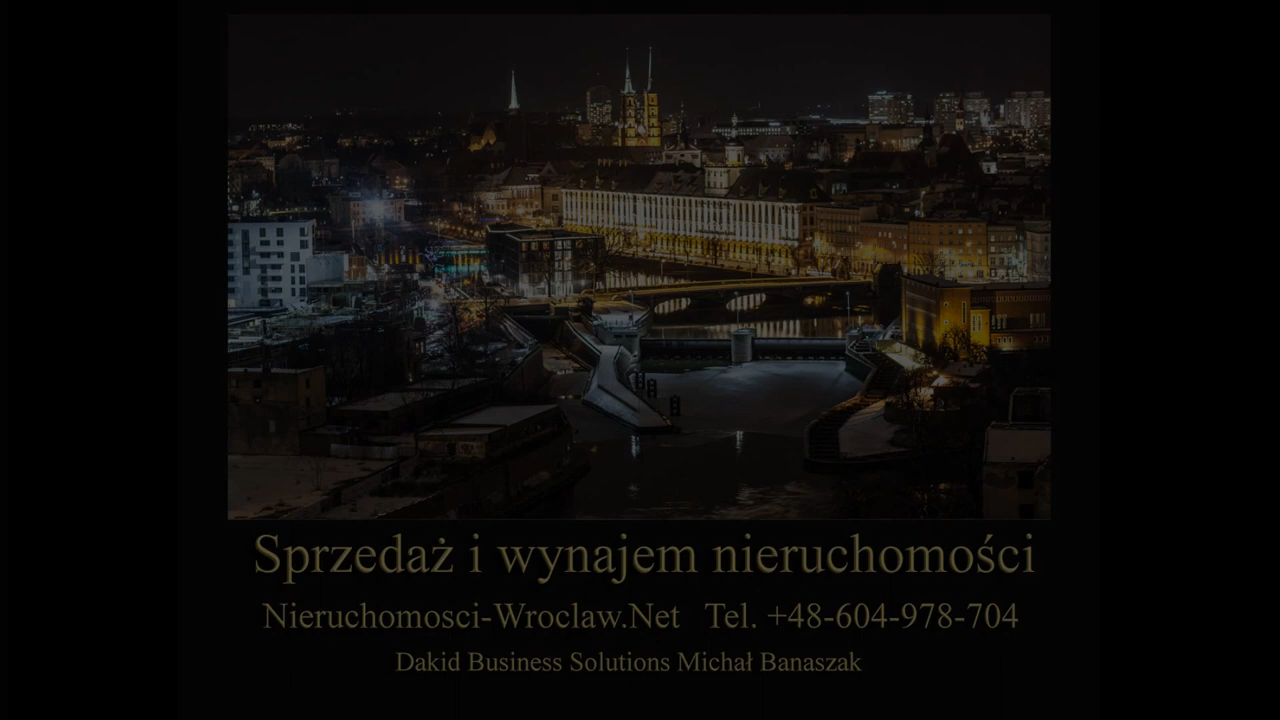 Sprzedaż i wynajem nieruchomości
Nieruchomosci-Wroclaw.Net Tel. +48-604-978-704
Dakid Business Solutions Michał Banaszak